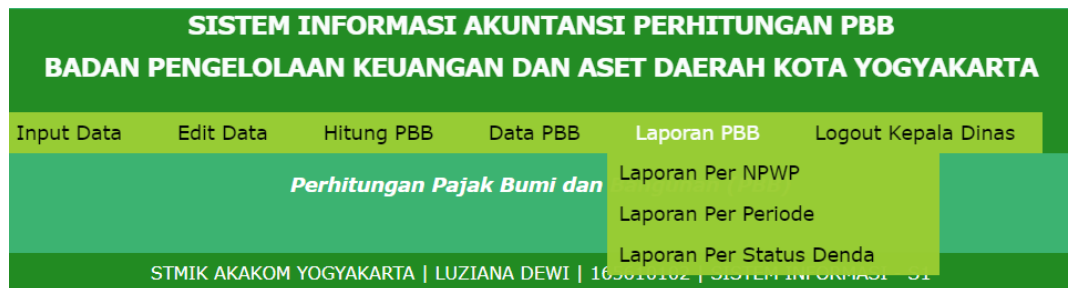 SISTEM INFORMASI AKUNTANSI PERHITUNGAN PBB
BADAN PENGELOLAAN KEUANGAN DAN ASET DAERAH KOTA YOGYAKARTA
Input Data Edit Data Hitung PBB Data PBB Laporan PBB Logout Kepala Dinas
Laporan Per NPWP
Perhitungan Pajak Bumi dan
Laporan Per Periode
Laporan Per Status Denda
STMIK AKAKOM YOGYAKARTA | LUZIANA DEWI |